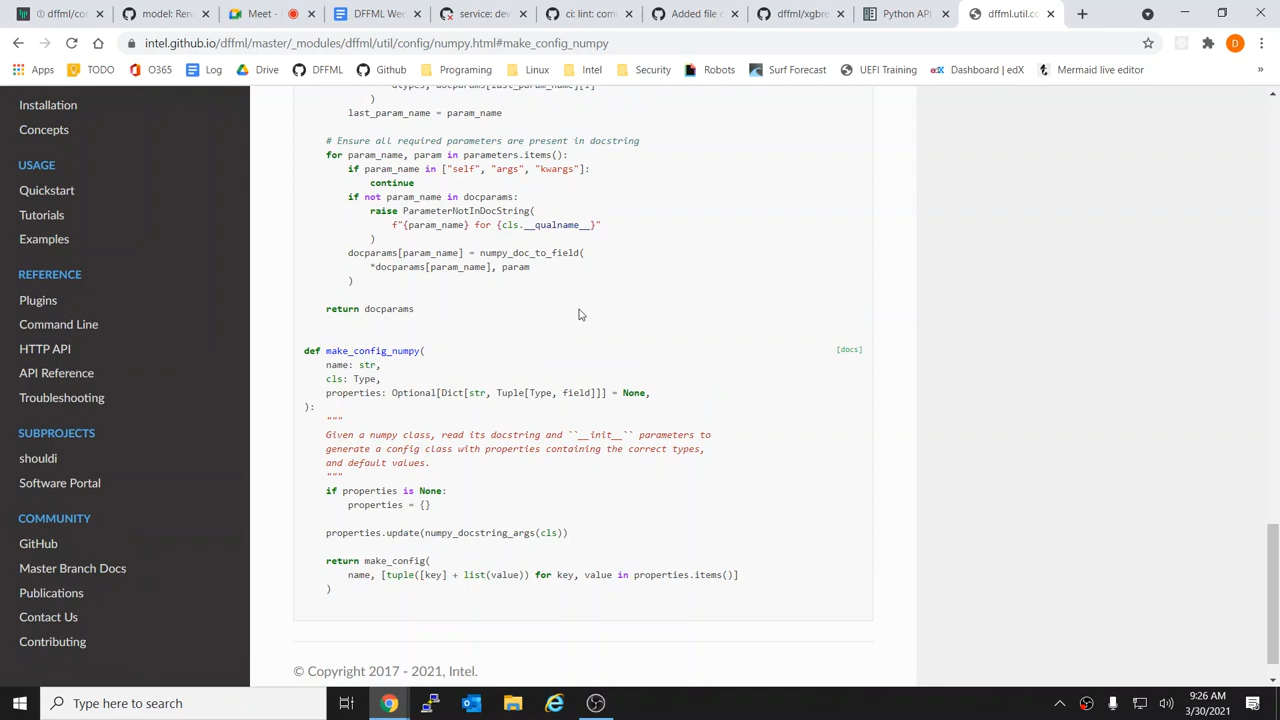 dffml/co
model: Ren
Meet -
DFFML We
service: dev
ci: lint: com
Added file c
dffml/xgbre
Python API
dffml.util.co
intel.github.io/dffml/master/_modules/dffml/util/config/numpy.html#make_config_numpy
D
Apps
TODO
O365
Log
Drive
DFFML
Github
Programing
Linux
Intel
Security
Robots
Surf Forecast
UEFI Training
Dashboard | edX
Mermaid live editor
»
Installation
Concepts
USAGE
Quickstart
Tutorials
Examples
REFERENCE
Plugins
Command Line
HTTP API
API Reference
Troubleshooting
SUBPROJECTS
shouldi
Software Portal
COMMUNITY
GitHub
Master Branch Docs
Publications
Contact Us
Contributing
dtypes, docparams[last_param_name][1]
)
last_param_name = param_name
# Ensure all required parameters are present in docstring
for param_name, param in parameters.items():
if param_name in ["self", "args", "kwargs"]:
continue
if not param_name in docparams:
raise ParameterNotInDocString(
f"{param_name} for {cls.__qualname__}"
)
docparams[param_name] = numpy_doc_to_field(
*docparams[param_name], param
)
return docparams
def make_config_numpy(
[docs]
name: str,
cls: Type,
properties: Optional[Dict[str, Tuple[Type, field]]] = None,
):
"""
Given a numpy class, read its docstring and ``__init__`` parameters to
generate a config class with properties containing the correct types,
and default values.
"""
if properties is None:
properties = {}
properties.update(numpy_docstring_args(cls))
return make_config(
name, [tuple([key] + list(value)) for key, value in properties.items()]
)
© Copyright 2017 - 2021, Intel.
Type here to search
9:26 AM
3/30/2021